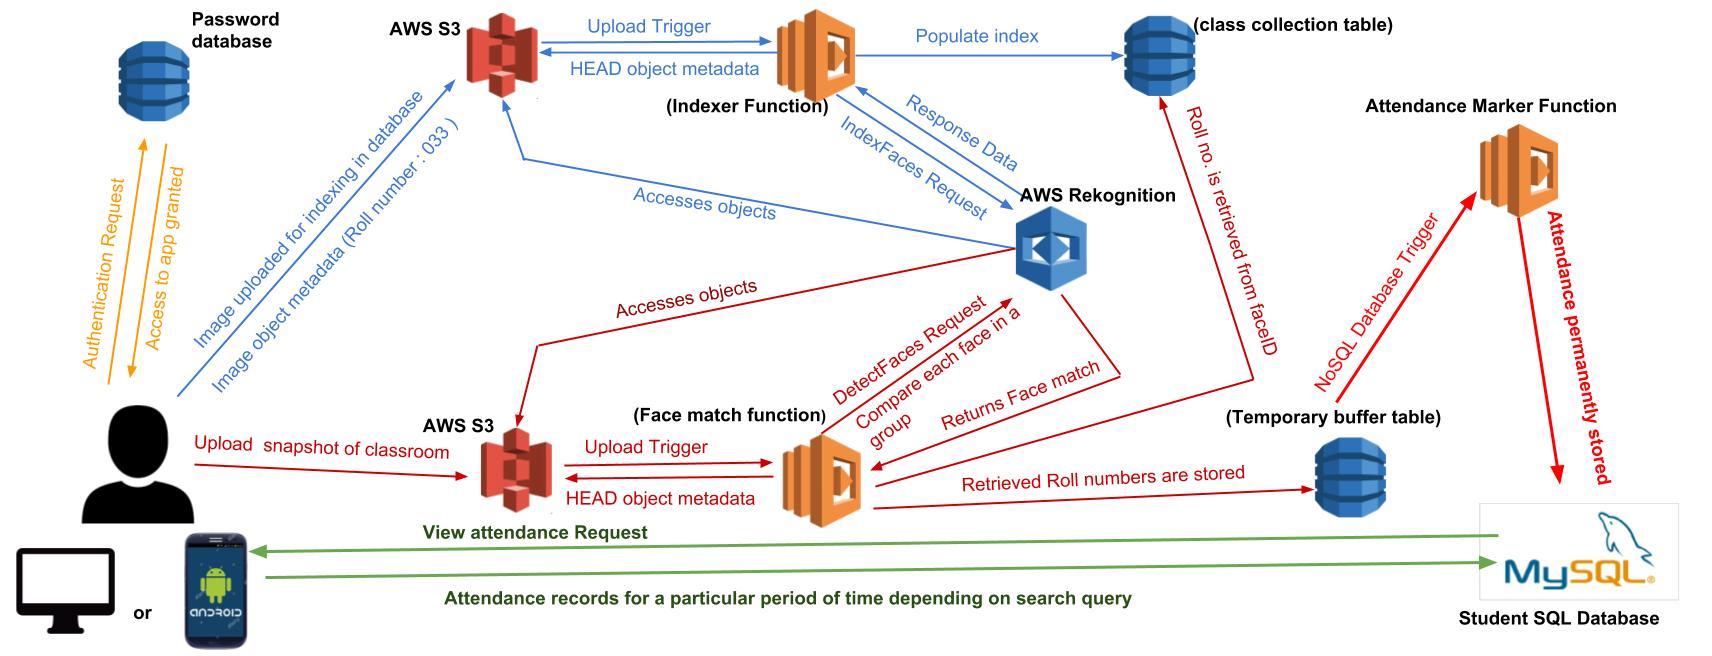 Password
database
AWS S3
Upload Trigger
HEAD object metadata
(Indexer Function)
Populate index
(class collection table)
Response Data
IndexFaces Request
AWS Rekognition
Accesses objects
Image uploaded for indexing in database
Image object metadata (Roll number : 033 )
Authentication Request
Access to app granted
Roll no. is retrieved from faceID
Attendance Marker Function
NoSQL Database Trigger
Attendance permanently stored
Accesses objects
DetectFaces Request
Compare each face in a
group
Returns Face match
(Face match function)
AWS S3
Upload snapshot of classroom
Upload Trigger
HEAD object metadata
Retrieved Roll numbers are stored
(Temporary buffer table)
View attendance Request
Attendance records for a particular period of time depending on search query
or
ANDROID
MySQL®
Student SQL Database